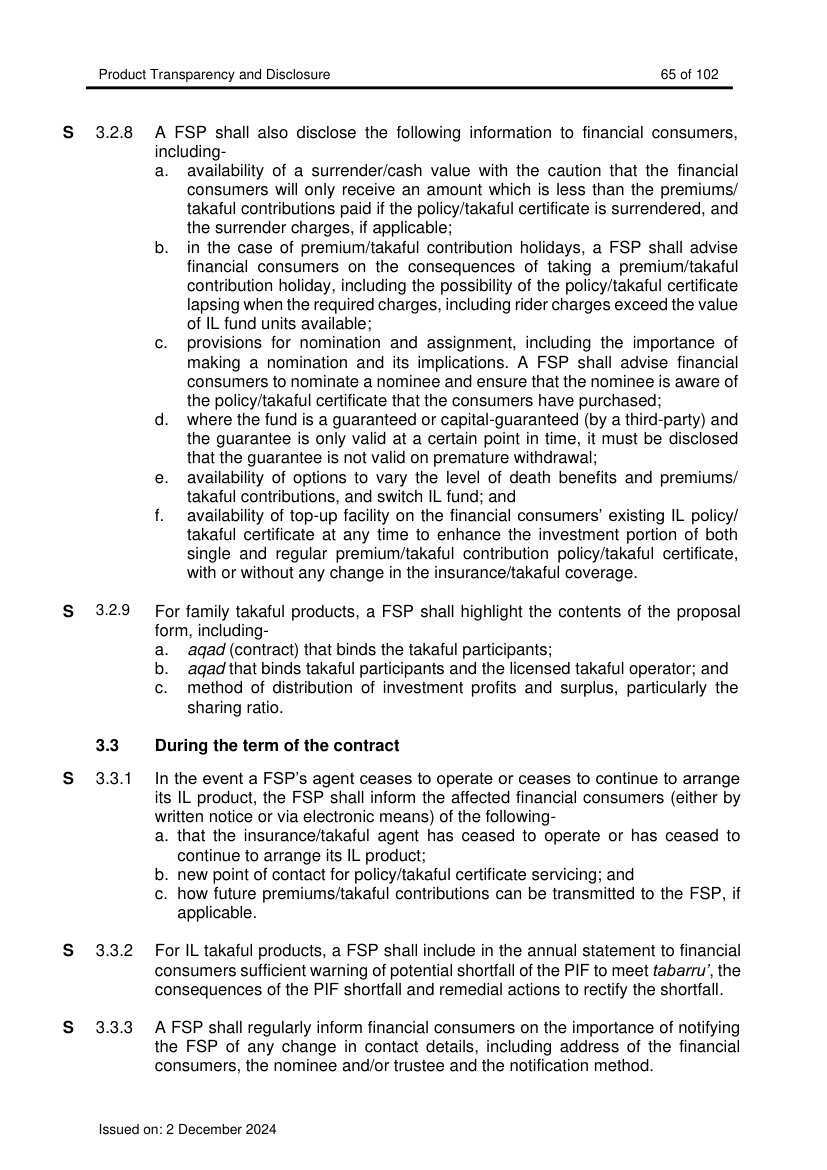 Product Transparency and Disclosure 65 of 102
S 3.2.8 A FSP shall also disclose the following information to financial consumers,
including-
a. availability of a surrender/cash value with the caution that the financial
consumers will only receive an amount which is less than the premiums/
takaful contributions paid if the policy/takaful certificate is surrendered, and
the surrender charges, if applicable;
b. in the case of premium/takaful contribution holidays, a FSP shall advise
financial consumers on the consequences of taking a premium/takaful
contribution holiday, including the possibility of the policy/takaful certificate
lapsing when the required charges, including rider charges exceed the value
of IL fund units available;
c. provisions for nomination and assignment, including the importance of
making a nomination and its implications. A FSP shall advise financial
consumers to nominate a nominee and ensure that the nominee is aware of
the policy/takaful certificate that the consumers have purchased;
d. where the fund is a guaranteed or capital-guaranteed (by a third-party) and
the guarantee is only valid at a certain point in time, it must be disclosed
that the guarantee is not valid on premature withdrawal;
e. availability of options to vary the level of death benefits and premiums/
takaful contributions, and switch IL fund; and
f. availability of top-up facility on the financial consumers’ existing IL policy/
takaful certificate at any time to enhance the investment portion of both
single and regular premium/takaful contribution policy/takaful certificate,
with or without any change in the insurance/takaful coverage.
S 3.2.9 For family takaful products, a FSP shall highlight the contents of the proposal
form, including-
a. aqad (contract) that binds the takaful participants;
b. aqad that binds takaful participants and the licensed takaful operator; and
c. method of distribution of investment profits and surplus, particularly the
sharing ratio.
3.3 During the term of the contract
S 3.3.1 In the event a FSP’s agent ceases to operate or ceases to continue to arrange
its IL product, the FSP shall inform the affected financial consumers (either by
written notice or via electronic means) of the following-
a. that the insurance/takaful agent has ceased to operate or has ceased to
continue to arrange its IL product;
b. new point of contact for policy/takaful certificate servicing; and
c. how future premiums/takaful contributions can be transmitted to the FSP, if
applicable.
S 3.3.2 For IL takaful products, a FSP shall include in the annual statement to financial
consumers sufficient warning of potential shortfall of the PIF to meet tabarru’, the
consequences of the PIF shortfall and remedial actions to rectify the shortfall.
S 3.3.3 A FSP shall regularly inform financial consumers on the importance of notifying
the FSP of any change in contact details, including address of the financial
consumers, the nominee and/or trustee and the notification method.
Issued on: 2 December 2024